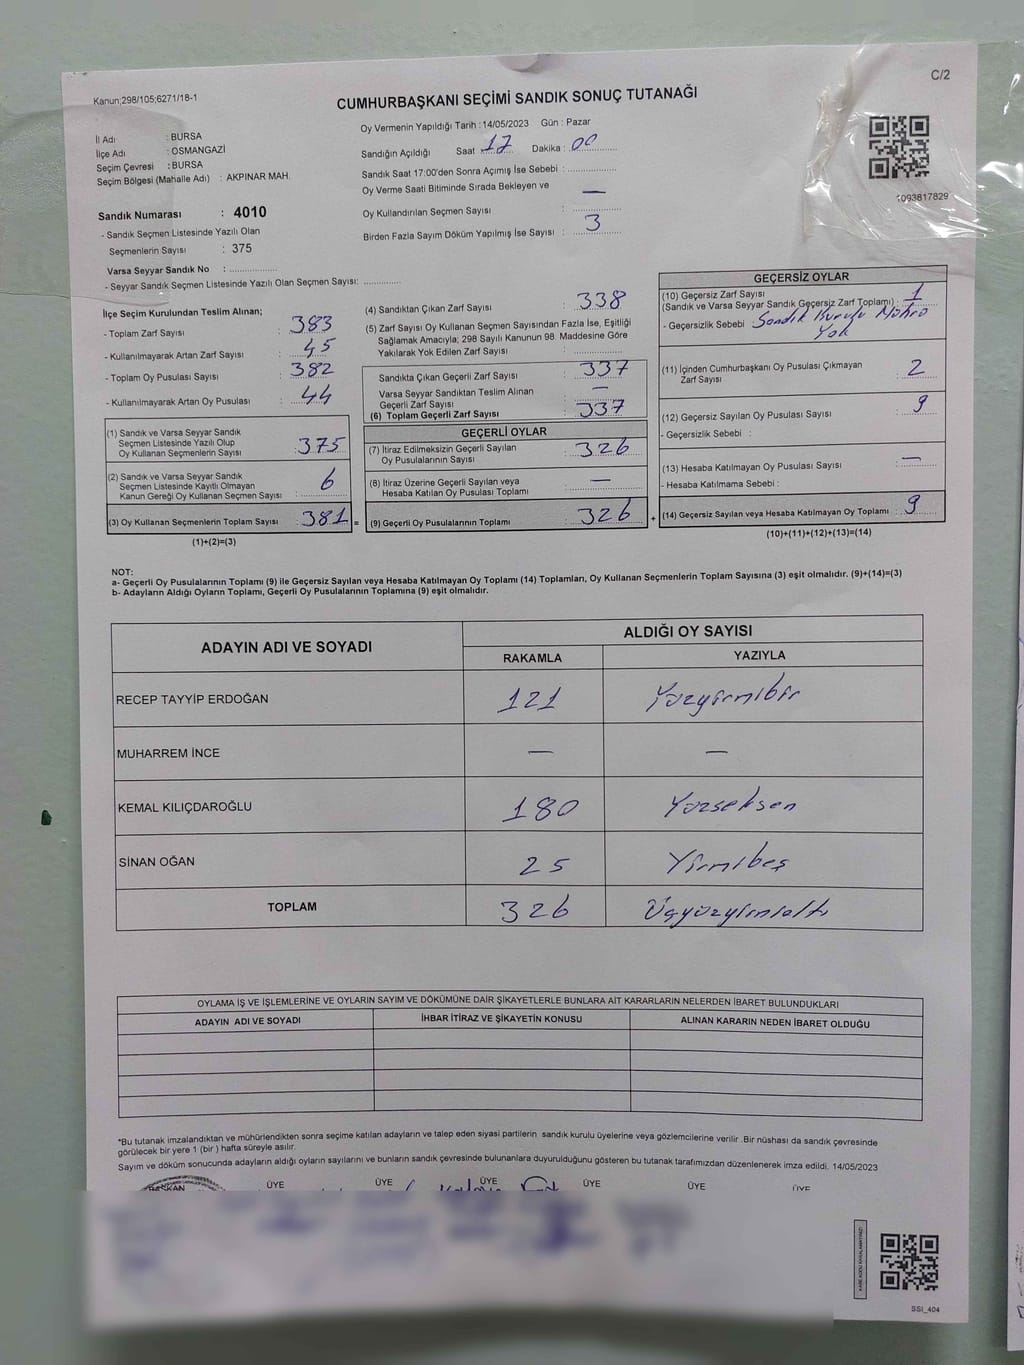 C/2
Kanun;298/105;6271/18-1
CUMHURBAŞKANI SEÇİMİ SANDIK SONUÇ TUTANAĞI
İl Adı : BURSA
İlçe Adı : OSMANGAZİ
Seçim Çevresi : BURSA
Seçim Bölgesi (Mahalle Adı) : AKPINAR MAH.
Sandık Numarası : 4010
- Sandık Seçmen Listesinde Yazılı Olan
Seçmenlerin Sayısı : 375
Varsa Seyyar Sandık No :
- Seyyar Sandık Seçmen Listesinde Yazılı Olan Seçmen Sayısı:
Oy Vermenin Yapıldığı Tarih : 14/05/2023 Gün : Pazar
Sandığın Açıldığı Saat 17 Dakika : 00
Sandık Saat 17:00'den Sonra Açımış İse Sebebi :
Oy Verme Saati Bitiminde Sırada Bekleyen ve —
Oy Kullandırılan Seçmen Sayısı :
Birden Fazla Sayım Döküm Yapılmış İse Sayısı : 3
1093817829
İlçe Seçim Kurulundan Teslim Alınan;
- Toplam Zarf Sayısı : 383
- Kullanılmayarak Artan Zarf Sayısı : 45
- Toplam Oy Pusulası Sayısı : 382
- Kullanılmayarak Artan Oy Pusulası : 44
(1) Sandık ve Varsa Seyyar Sandık
Seçmen Listesinde Yazılı Olup
Oy Kullanan Seçmenlerin Sayısı : 375
(2) Sandık ve Varsa Seyyar Sandık
Seçmen Listesinde Kayıtlı Olmayan
Kanun Gereği Oy Kullanan Seçmen Sayısı : 6
(3) Oy Kullanan Seçmenlerin Toplam Sayısı : 381 =
(1)+(2)=(3)
(4) Sandıktan Çıkan Zarf Sayısı : 338
(5) Zarf Sayısı Oy Kullanan Seçmen Sayısından Fazla İse, Eşitliği
Sağlamak Amacıyla; 298 Sayılı Kanunun 98. Maddesine Göre
Yakılarak Yok Edilen Zarf Sayısı :
Sandıkta Çıkan Geçerli Zarf Sayısı : 337
Varsa Seyyar Sandıktan Teslim Alınan
Geçerli Zarf Sayısı : —
(6) Toplam Geçerli Zarf Sayısı : 337
GEÇERLİ OYLAR
(7) İtiraz Edilmeksizin Geçerli Sayılan
Oy Pusulalarının Sayısı : 326
(8) İtiraz Üzerine Geçerli Sayılan veya
Hesaba Katılan Oy Pusulası Toplamı : —
(9) Geçerli Oy Pusulalarının Toplamı : 326 +
GEÇERSİZ OYLAR
(10) Geçersiz Zarf Sayısı
(Sandık ve Varsa Seyyar Sandık Geçersiz Zarf Toplamı) : 1
- Geçersizlik Sebebi : Sandık Kurulu Mührü
Yok
(11) İçinden Cumhurbaşkanı Oy Pusulası Çıkmayan
Zarf Sayısı : 2
(12) Geçersiz Sayılan Oy Pusulası Sayısı : 9
- Geçersizlik Sebebi :
(13) Hesaba Katılmayan Oy Pusulası Sayısı : —
- Hesaba Katılmama Sebebi :
(14) Geçersiz Sayılan veya Hesaba Katılmayan Oy Toplamı : 9
(10)+(11)+(12)+(13)=(14)
NOT:
a- Geçerli Oy Pusulalarının Toplamı (9) ile Geçersiz Sayılan veya Hesaba Katılmayan Oy Toplamı (14) Toplamları, Oy Kullanan Seçmenlerin Toplam Sayısına (3) eşit olmalıdır. (9)+(14)=(3)
b- Adayların Aldığı Oyların Toplamı, Geçerli Oy Pusulalarının Toplamına (9) eşit olmalıdır.
ADAYIN ADI VE SOYADI ALDIĞI OY SAYISI
RAKAMLA YAZIYLA
RECEP TAYYİP ERDOĞAN 121 Yüzyirmibir
MUHARREM İNCE — —
KEMAL KILIÇDAROĞLU 180 Yüzseksen
SİNAN OĞAN 25 Yirmibeş
TOPLAM 326 Üçyüzyirmialtı
OYLAMA İŞ VE İŞLEMLERİNE VE OYLARIN SAYIM VE DÖKÜMÜNE DAİR ŞİKAYETLERLE BUNLARA AİT KARARLARIN NELERDEN İBARET BULUNDUKLARI
ADAYIN ADI VE SOYADI İHBAR İTİRAZ VE ŞİKAYETİN KONUSU ALINAN KARARIN NEDEN İBARET OLDUĞU
*Bu tutanak imzalandıktan ve mühürlendikten sonra seçime katılan adayların ve talep eden siyasi partilerin sandık kurulu üyelerine veya gözlemcilerine verilir .Bir nüshası da sandık çevresinde
görülecek bir yere 1 (bir ) hafta süreyle asılır.
Sayım ve döküm sonucunda adayların aldığı oyların sayılarını ve bunların sandık çevresinde bulunanlara duyurulduğunu gösteren bu tutanak tarafımızdan düzenlenerek imza edildi. 14/05/2023
BAŞKAN ÜYE ÜYE ÜYE ÜYE ÜYE ÜYE
SSI_404